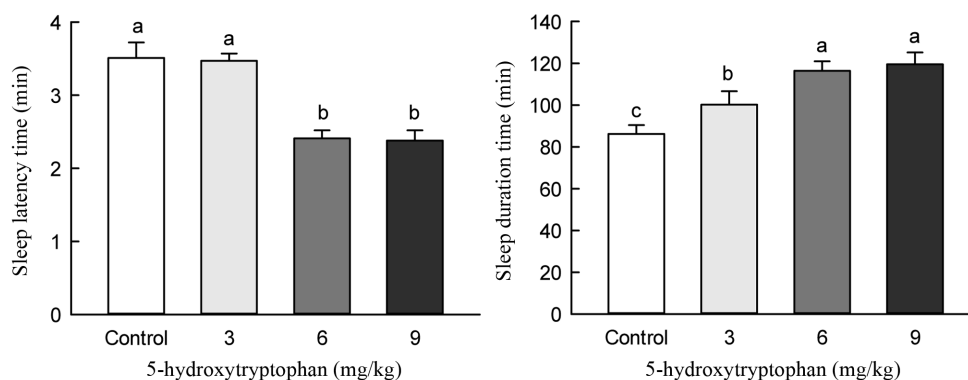 Sleep latency time (min)
4
3
2
1
0
a
a
b
b
Control 3 6 9
5-hydroxytryptophan (mg/kg)
Sleep duration time (min)
140
120
100
80
60
40
20
0
c
b
a
a
Control 3 6 9
5-hydroxytryptophan (mg/kg)